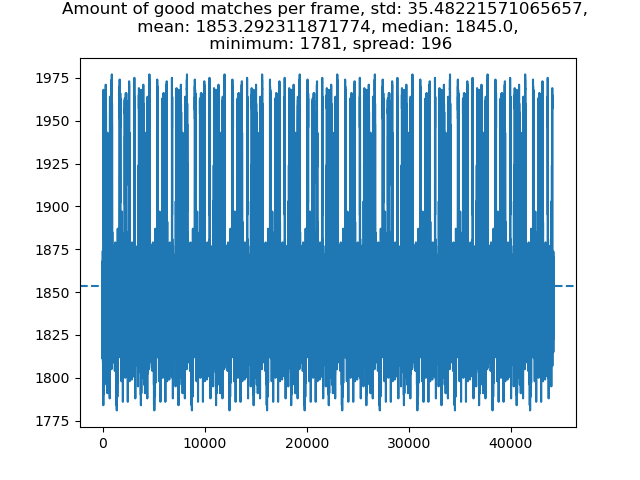 Amount of good matches per frame, std: 35.48221571065657,
mean: 1853.292311871774, median: 1845.0,
minimum: 1781, spread: 196
1975
1950
1925
1900
1875
1850
1825
1800
1775
0 10000 20000 30000 40000